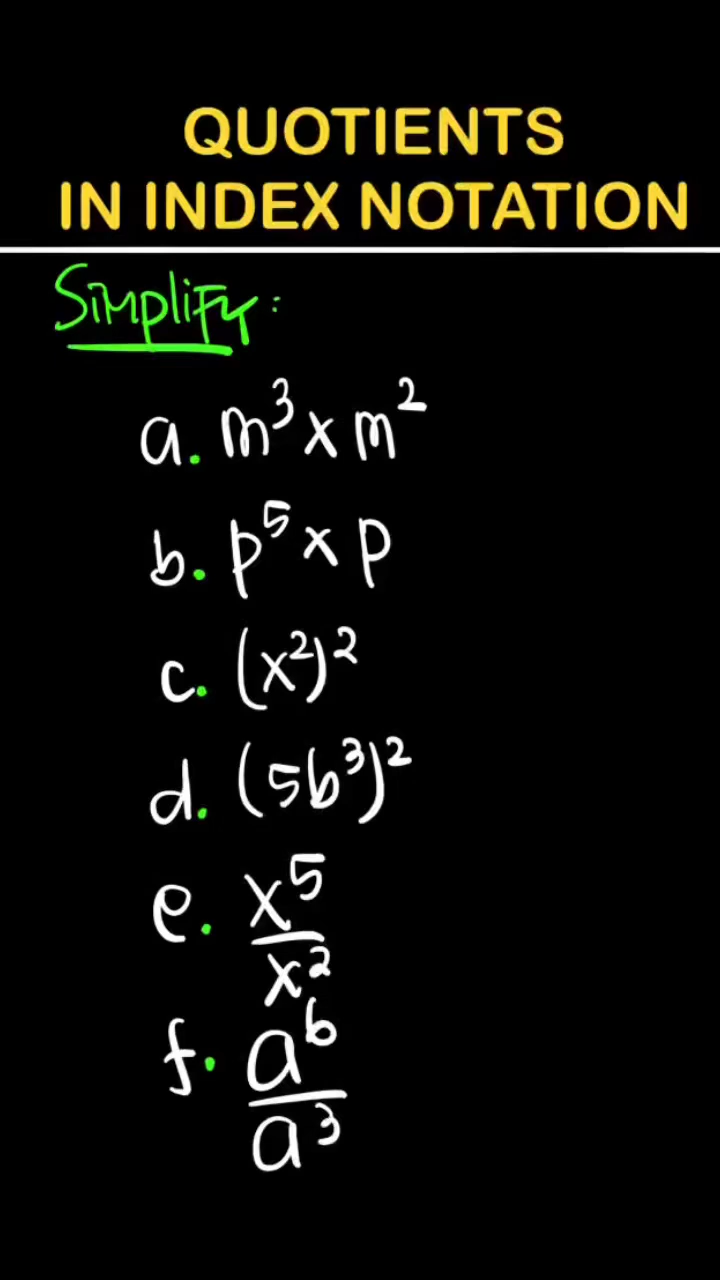 QUOTIENTS
IN INDEX NOTATION
Simplify:
a. m³ x m²
b. p⁵ x p
c. (x²)²
d. (5b³)²
e. x⁵
x²
f. a⁶
a³